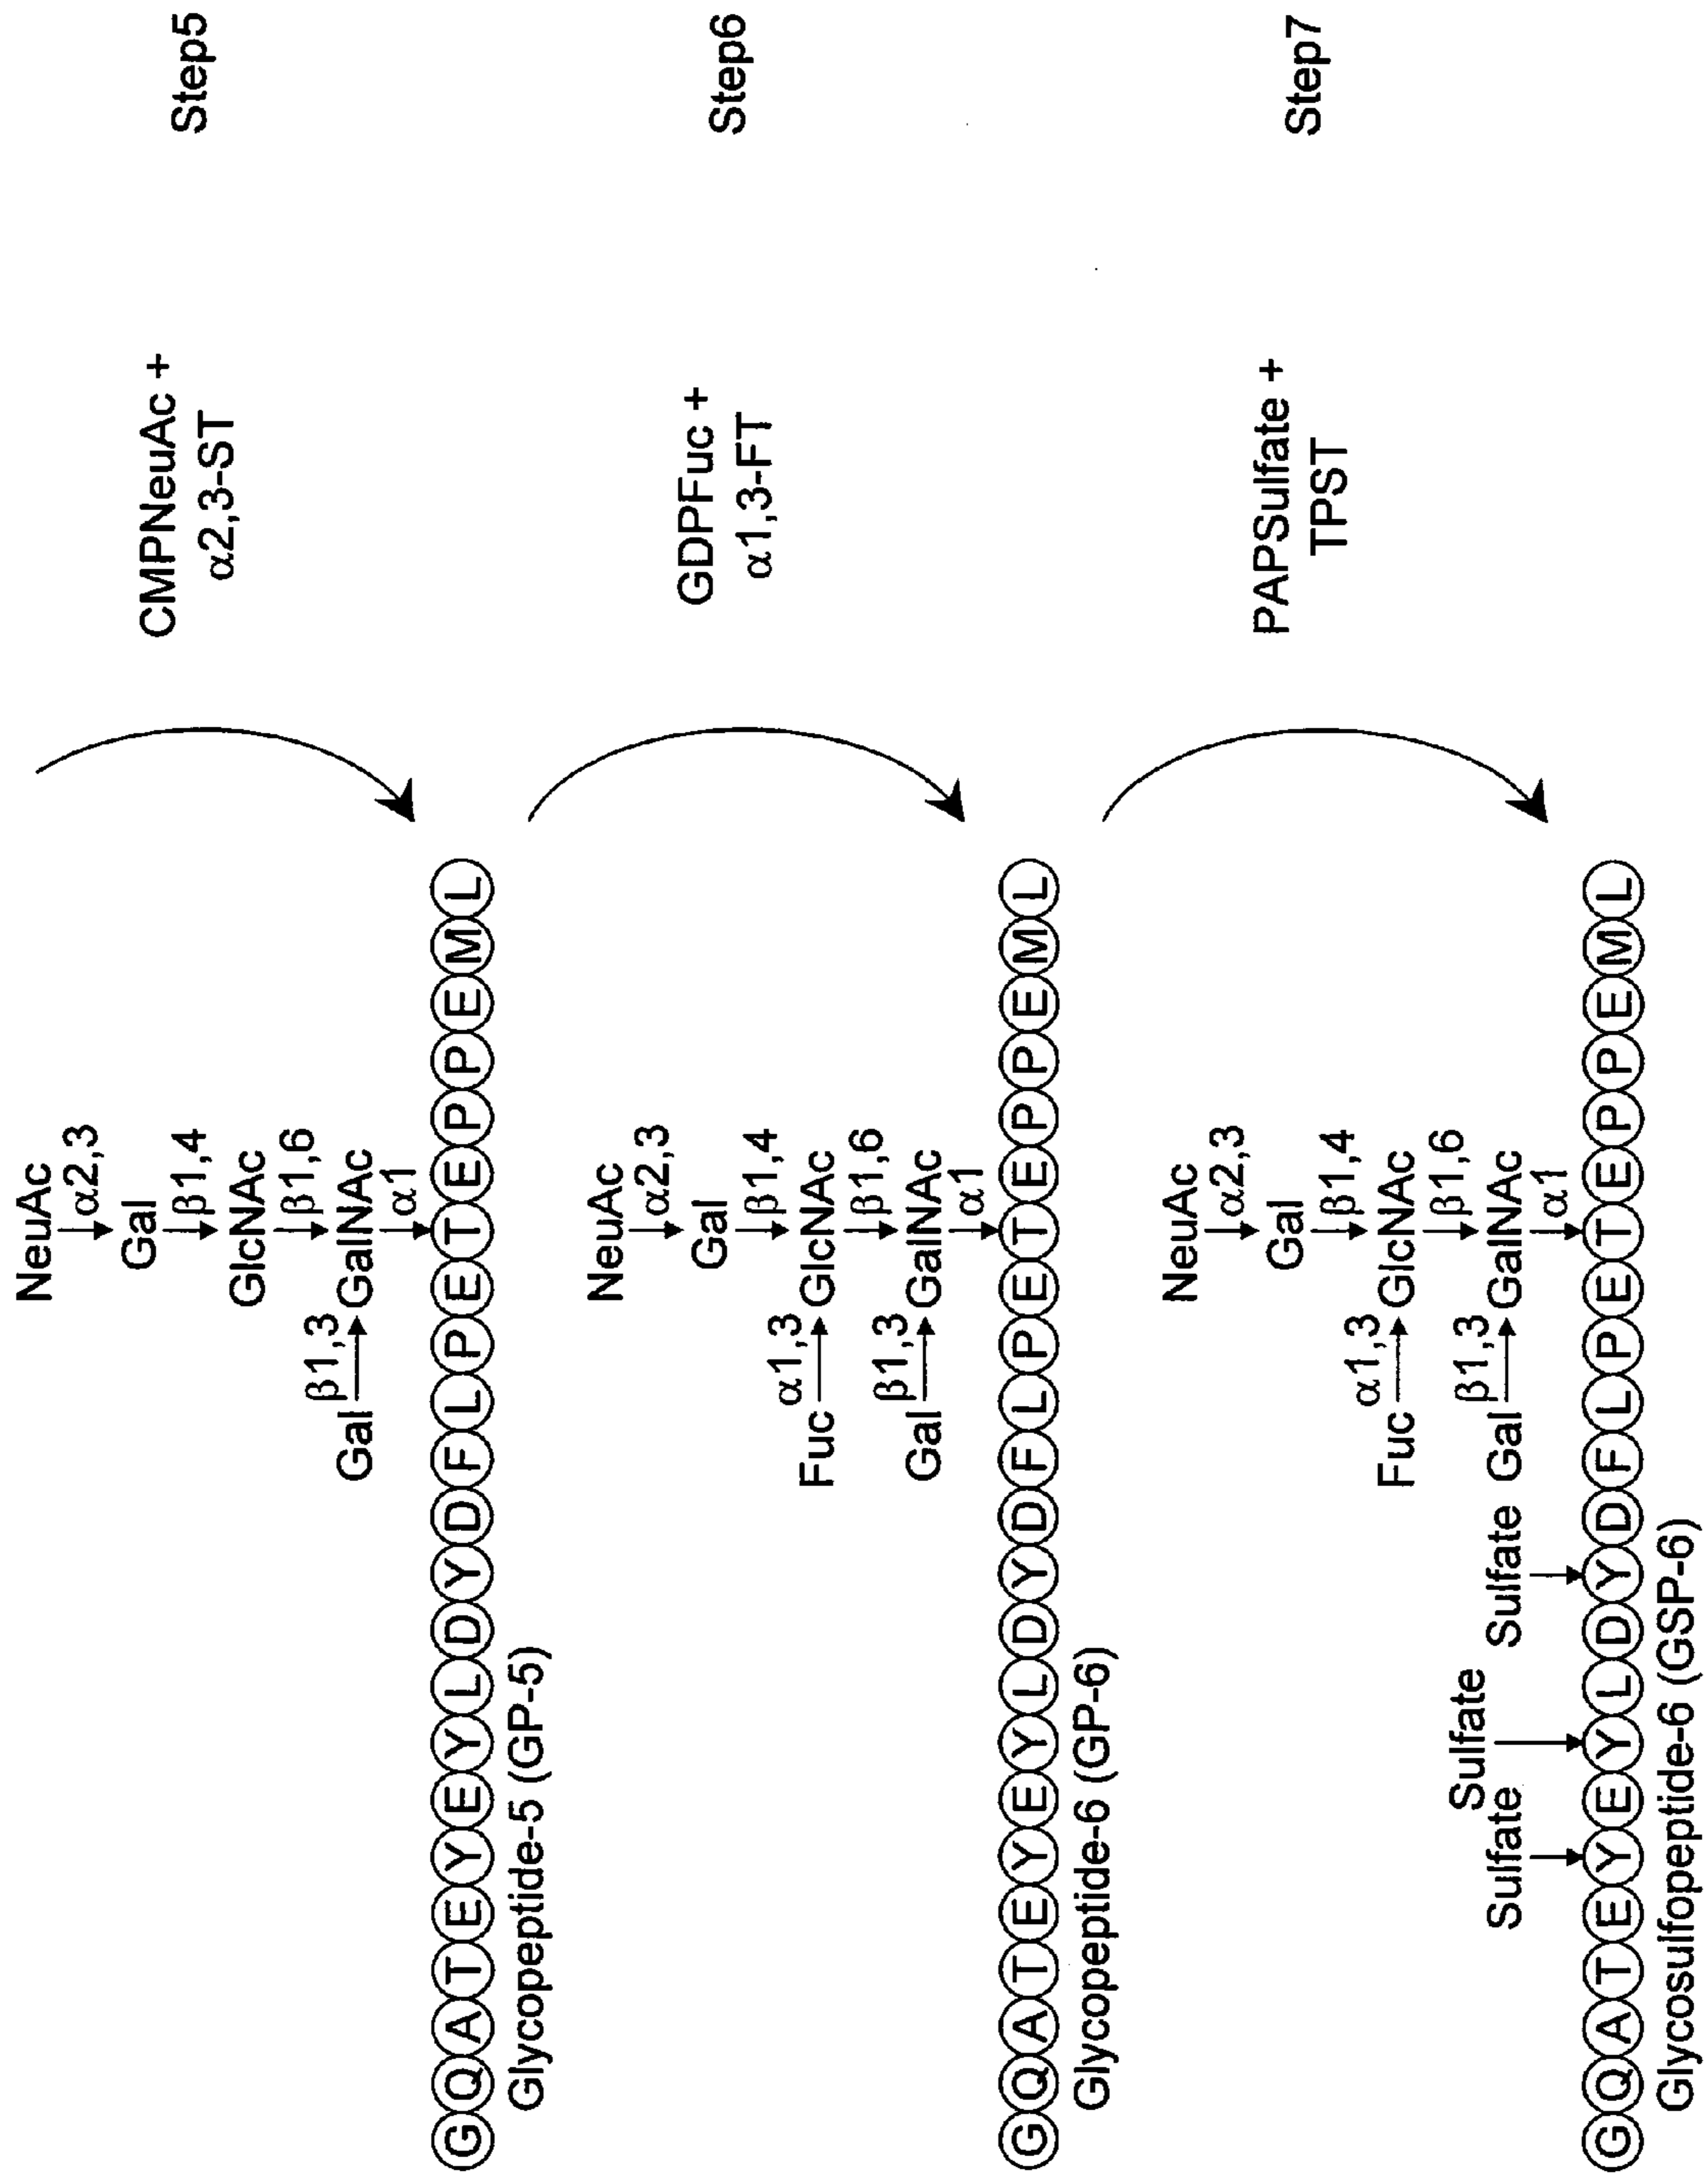 NeuAc
α2,3
Gal
CMPNeuAc +
β1,4
Step5
α2,3-ST
GlcNAc
β1,6
β1,3
Gal GalNAc
α1
G Q A T E Y E Y L D Y D F L P E T E P P E M L
Glycopeptide-5 (GP-5)
NeuAc
α2,3
GDPFuc +
Gal
Step6
β1,4
α1,3-FT
α1,3
Fuc GlcNAc
β1,6
β1,3
Gal GalNAc
α1
G Q A T E Y E Y L D Y D F L P E T E P P E M L
Glycopeptide-6 (GP-6)
NeuAc
α2,3
PAPSulfate +
Gal
Step7
β1,4
TPST
α1,3
Fuc GlcNAc
β1,6
Sulfate
β1,3
Sulfate Sulfate Gal GalNAc
α1
G Q A T E Y E Y L D Y D F L P E T E P P E M L
Glycosulfopeptide-6 (GSP-6)